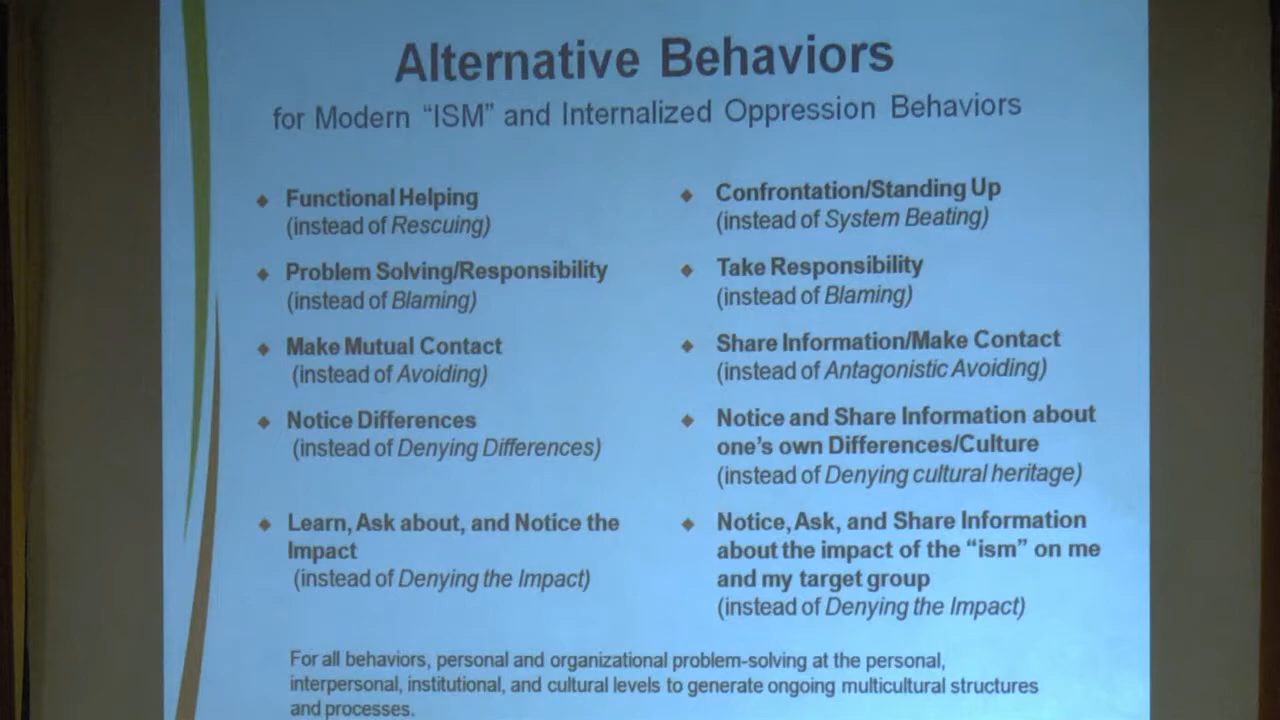 Alternative Behaviors
for Modern “ISM” and Internalized Oppression Behaviors
◆ Functional Helping
(instead of Rescuing)
◆ Problem Solving/Responsibility
(instead of Blaming)
◆ Make Mutual Contact
(instead of Avoiding)
◆ Notice Differences
(instead of Denying Differences)
◆ Learn, Ask about, and Notice the
Impact
(instead of Denying the Impact)
◆ Confrontation/Standing Up
(instead of System Beating)
◆ Take Responsibility
(instead of Blaming)
◆ Share Information/Make Contact
(instead of Antagonistic Avoiding)
◆ Notice and Share Information about
one’s own Differences/Culture
(instead of Denying cultural heritage)
◆ Notice, Ask, and Share Information
about the impact of the “ism” on me
and my target group
(instead of Denying the Impact)
For all behaviors, personal and organizational problem-solving at the personal,
interpersonal, institutional, and cultural levels to generate ongoing multicultural structures
and processes.